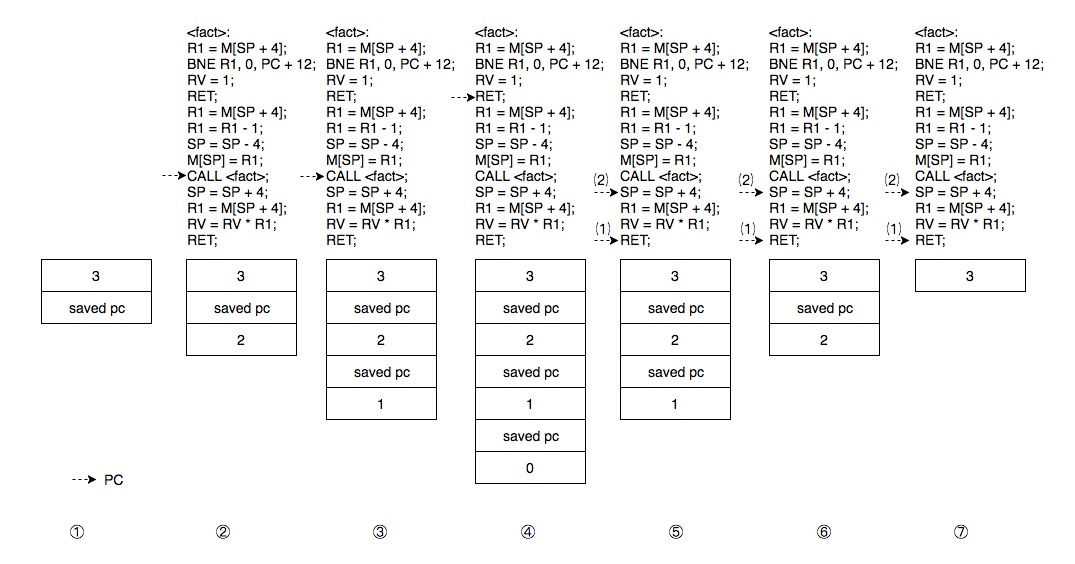 <fact>:
R1 = M[SP + 4];
BNE R1, 0, PC + 12;
RV = 1;
RET;
R1 = M[SP + 4];
R1 = R1 - 1;
SP = SP - 4;
M[SP] = R1;
CALL <fact>;
SP = SP + 4;
R1 = M[SP + 4];
RV = RV * R1;
RET;
<fact>:
R1 = M[SP + 4];
BNE R1, 0, PC + 12;
RV = 1;
RET;
R1 = M[SP + 4];
R1 = R1 - 1;
SP = SP - 4;
M[SP] = R1;
CALL <fact>;
SP = SP + 4;
R1 = M[SP + 4];
RV = RV * R1;
RET;
<fact>:
R1 = M[SP + 4];
BNE R1, 0, PC + 12;
RV = 1;
RET;
R1 = M[SP + 4];
R1 = R1 - 1;
SP = SP - 4;
M[SP] = R1;
CALL <fact>;
SP = SP + 4;
R1 = M[SP + 4];
RV = RV * R1;
RET;
<fact>:
R1 = M[SP + 4];
BNE R1, 0, PC + 12;
RV = 1;
RET;
R1 = M[SP + 4];
R1 = R1 - 1;
SP = SP - 4;
M[SP] = R1;
CALL <fact>;
(2)
SP = SP + 4;
R1 = M[SP + 4];
RV = RV * R1;
(1)
RET;
<fact>:
R1 = M[SP + 4];
BNE R1, 0, PC + 12;
RV = 1;
RET;
R1 = M[SP + 4];
R1 = R1 - 1;
SP = SP - 4;
M[SP] = R1;
CALL <fact>;
(2)
SP = SP + 4;
R1 = M[SP + 4];
RV = RV * R1;
(1)
RET;
<fact>:
R1 = M[SP + 4];
BNE R1, 0, PC + 12;
RV = 1;
RET;
R1 = M[SP + 4];
R1 = R1 - 1;
SP = SP - 4;
M[SP] = R1;
CALL <fact>;
(2)
SP = SP + 4;
R1 = M[SP + 4];
RV = RV * R1;
(1)
RET;
3
saved pc
3
saved pc
2
3
saved pc
2
saved pc
1
3
saved pc
2
saved pc
1
saved pc
0
3
saved pc
2
saved pc
1
3
saved pc
2
3
PC
① ② ③ ④ ⑤ ⑥ ⑦